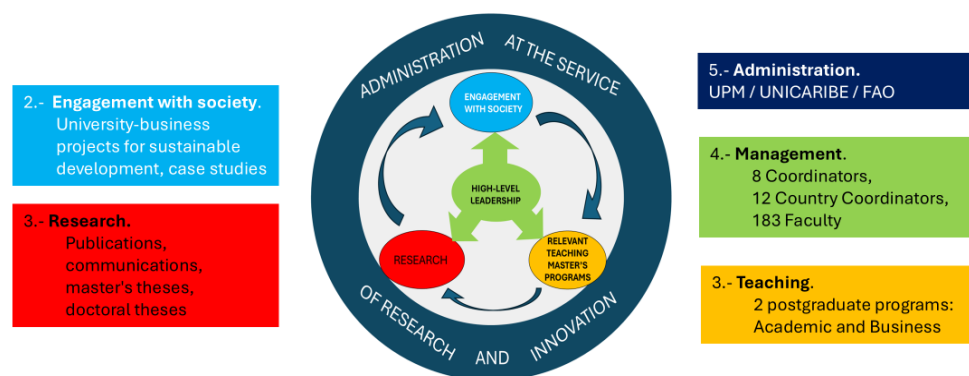 2.- Engagement with society.
University-business
projects for sustainable
development, case studies
3.- Research.
Publications,
communications,
master's theses,
doctoral theses
ADMINISTRATION AT THE SERVICE
OF RESEARCH AND INNOVATION
ENGAGEMENT
WITH SOCIETY
HIGH-LEVEL
LEADERSHIP
RESEARCH
RELEVANT
TEACHING
MASTER'S
PROGRAMS
5.- Administration.
UPM / UNICARIBE / FAO
4.- Management.
8 Coordinators,
12 Country Coordinators,
183 Faculty
3.- Teaching.
2 postgraduate programs:
Academic and Business